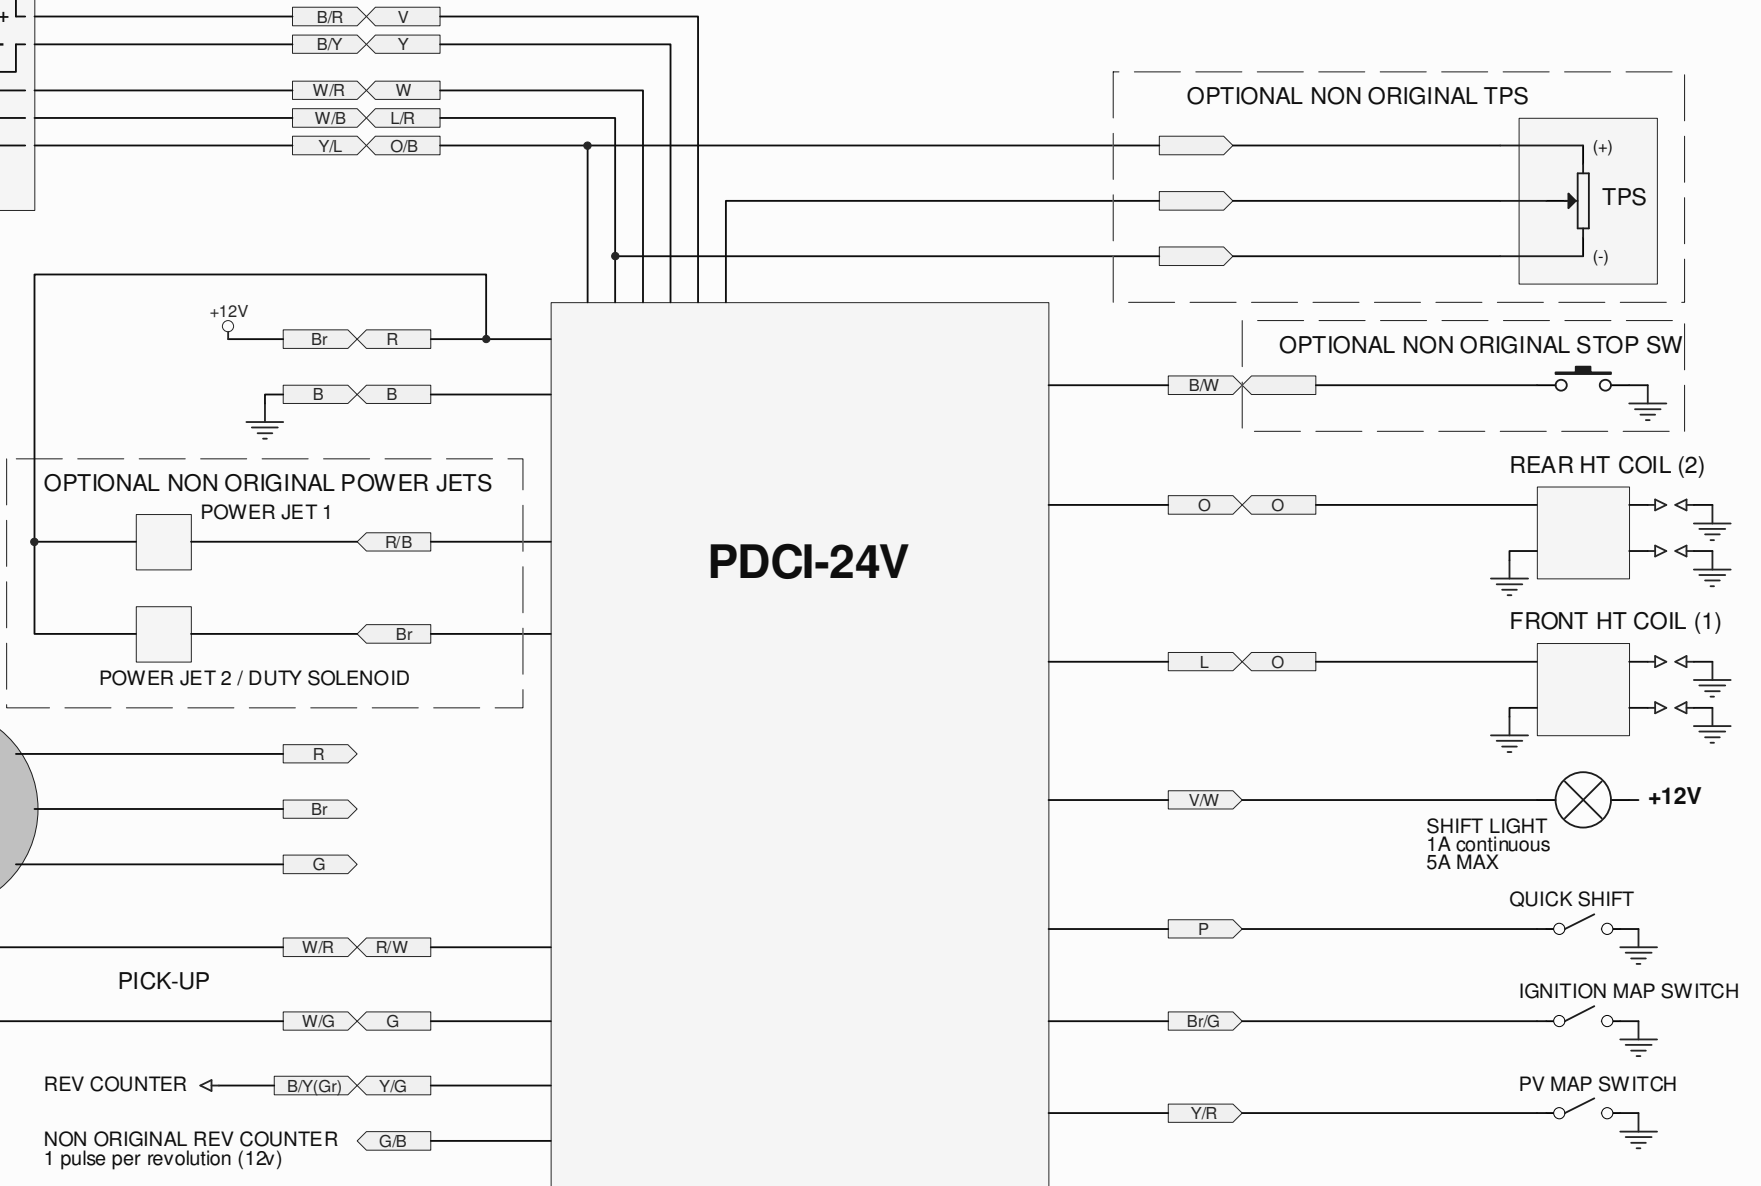 +
B/R V
B/Y Y
W/R W
W/B L/R
Y/L O/B
OPTIONAL NON ORIGINAL TPS
(+)
TPS
(-)
+12V
Br R
B B
OPTIONAL NON ORIGINAL STOP SW
B/W
OPTIONAL NON ORIGINAL POWER JETS
POWER JET 1
R/B
Br
POWER JET 2 / DUTY SOLENOID
PDCI-24V
REAR HT COIL (2)
O O
FRONT HT COIL (1)
L O
R
Br
G
V/W
+12V
SHIFT LIGHT
1A continuous
5A MAX
QUICK SHIFT
P
W/R R/W
PICK-UP
W/G G
IGNITION MAP SWITCH
Br/G
REV COUNTER
B/Y(Gr) Y/G
PV MAP SWITCH
Y/R
NON ORIGINAL REV COUNTER
1 pulse per revolution (12v)
G/B